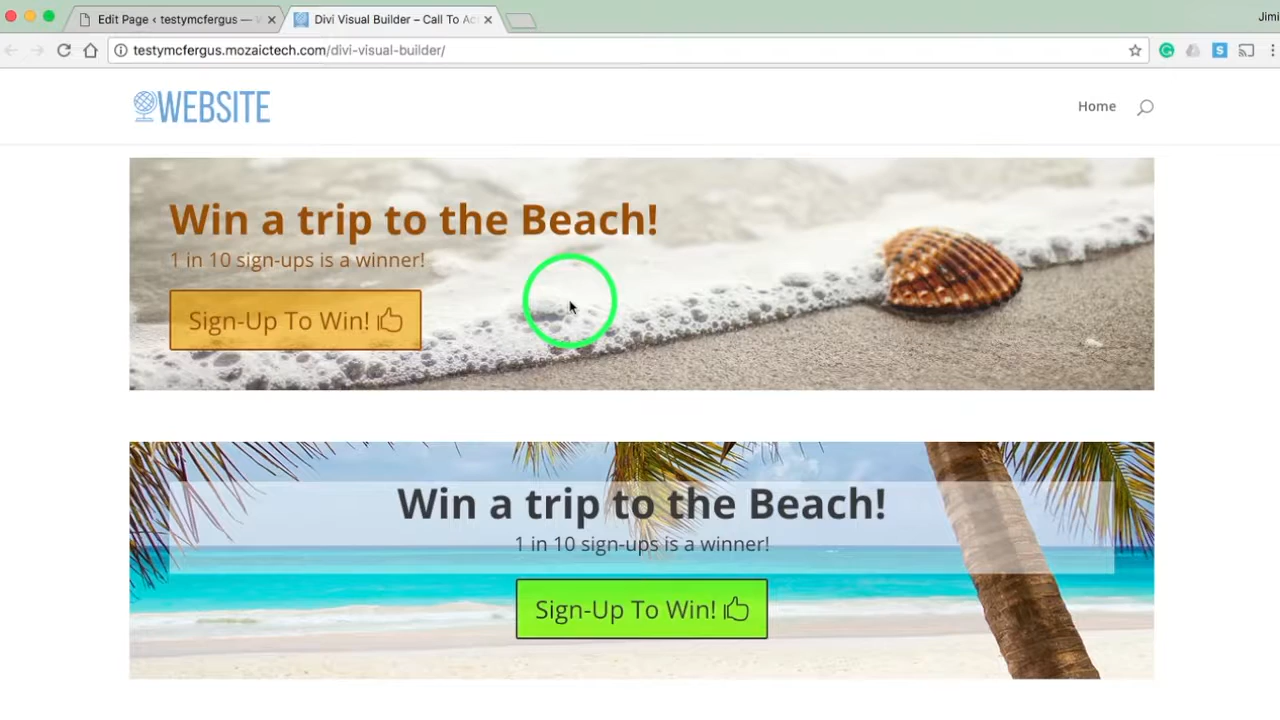 Edit Page ‹ testymcfergus —
Divi Visual Builder – Call To Ac
Jimi
testymcfergus.mozaictech.com/divi-visual-builder/
S
WEBSITE
Home
Win a trip to the Beach!
1 in 10 sign-ups is a winner!
Sign-Up To Win!
Win a trip to the Beach!
1 in 10 sign-ups is a winner!
Sign-Up To Win!